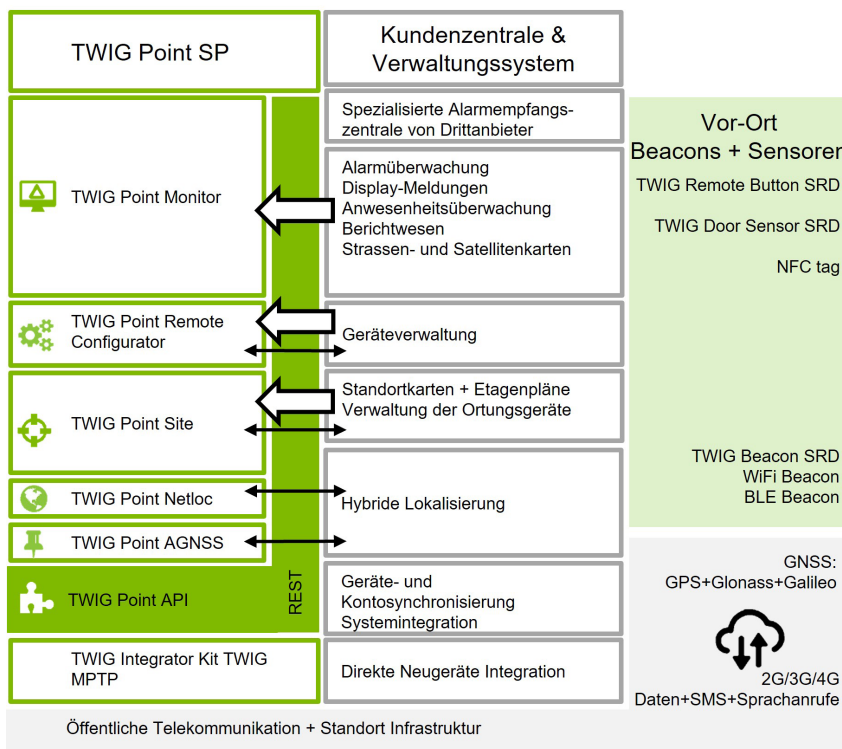 TWIG Point SP
Kundenzentrale &
Verwaltungssystem
TWIG Point Monitor
TWIG Point Remote
Configurator
TWIG Point Site
TWIG Point Netloc
TWIG Point AGNSS
TWIG Point API
REST
TWIG Integrator Kit TWIG
MPTP
Spezialisierte Alarmempfangs-
zentrale von Drittanbieter
Alarmüberwachung
Display-Meldungen
Anwesenheitsüberwachung
Berichtwesen
Strassen- und Satellitenkarten
Geräteverwaltung
Standortkarten + Etagenpläne
Verwaltung der Ortungsgeräte
Hybride Lokalisierung
Geräte- und
Kontosynchronisierung
Systemintegration
Direkte Neugeräte Integration
Vor-Ort
Beacons + Sensorer
TWIG Remote Button SRD
TWIG Door Sensor SRD
NFC tag
TWIG Beacon SRD
WiFi Beacon
BLE Beacon
GNSS:
GPS+Glonass+Galileo
2G/3G/4G
Daten+SMS+Sprachanrufe
Öffentliche Telekommunikation + Standort Infrastruktur